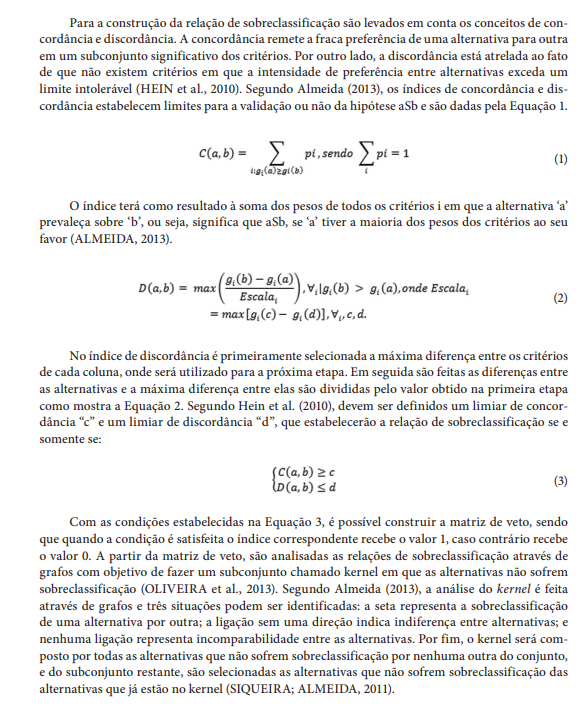 Para a construção da relação de sobreclassificação são levados em conta os conceitos de con-
cordância e discordância. A concordância remete a fraca preferência de uma alternativa para outra
em um subconjunto significativo dos critérios. Por outro lado, a discordância está atrelada ao fato
de que não existem critérios em que a intensidade de preferência entre alternativas exceda um
limite intolerável (HEIN et al., 2010). Segundo Almeida (2013), os índices de concordância e dis-
cordância estabelecem limites para a validação ou não da hipótese aSb e são dadas pela Equação 1.
C(a,b) = ∑ i:gᵢ(a)≥gi(b) pi, sendo ∑ᵢ pi = 1 (1)
O índice terá como resultado à soma dos pesos de todos os critérios i em que a alternativa ‘a’
prevaleça sobre ‘b’, ou seja, significa que aSb, se ‘a’ tiver a maioria dos pesos dos critérios ao seu
favor (ALMEIDA, 2013).
D(a,b) = max((gᵢ(b) − gᵢ(a))/Escalaᵢ), ∀ᵢ|gᵢ(b) > gᵢ(a), onde Escalaᵢ (2)
= max[gᵢ(c) − gᵢ(d)], ∀ᵢ, c, d.
No índice de discordância é primeiramente selecionada a máxima diferença entre os critérios
de cada coluna, onde será utilizado para a próxima etapa. Em seguida são feitas as diferenças entre
as alternativas e a máxima diferença entre elas são divididas pelo valor obtido na primeira etapa
como mostra a Equação 2. Segundo Hein et al. (2010), devem ser definidos um limiar de concor-
dância “c” e um limiar de discordância “d”, que estabelecerão a relação de sobreclassificação se e
somente se:
{C(a,b) ≥ c
D(a,b) ≤ d (3)
Com as condições estabelecidas na Equação 3, é possível construir a matriz de veto, sendo
que quando a condição é satisfeita o índice correspondente recebe o valor 1, caso contrário recebe
o valor 0. A partir da matriz de veto, são analisadas as relações de sobreclassificação através de
grafos com objetivo de fazer um subconjunto chamado kernel em que as alternativas não sofrem
sobreclassificação (OLIVEIRA et al., 2013). Segundo Almeida (2013), a análise do kernel é feita
através de grafos e três situações podem ser identificadas: a seta representa a sobreclassificação
de uma alternativa por outra; a ligação sem uma direção indica indiferença entre alternativas; e
nenhuma ligação representa incomparabilidade entre as alternativas. Por fim, o kernel será com-
posto por todas as alternativas que não sofrem sobreclassificação por nenhuma outra do conjunto,
e do subconjunto restante, são selecionadas as alternativas que não sofrem sobreclassificação das
alternativas que já estão no kernel (SIQUEIRA; ALMEIDA, 2011).